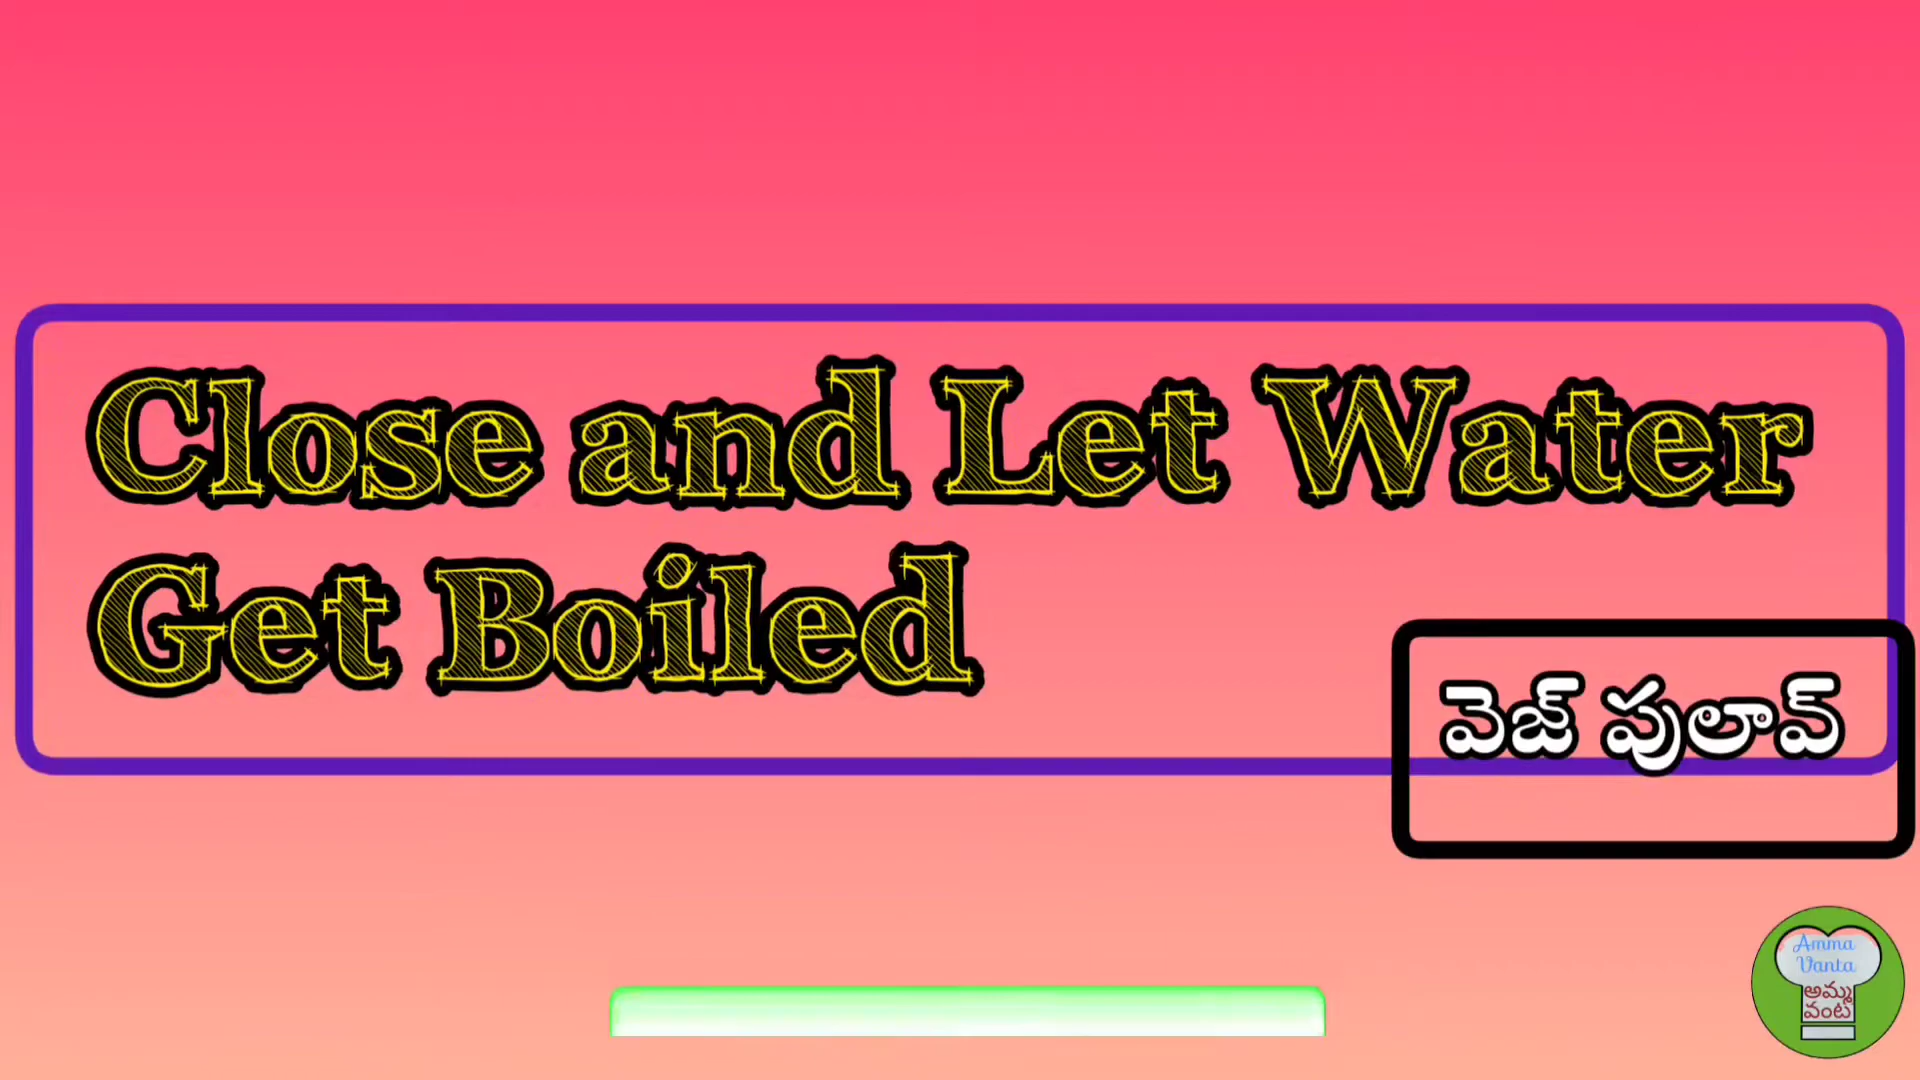 Close and Let Water
Get Boiled
వెజ్ పులావ్
Amma
Vanta
అమ్మ
వంట